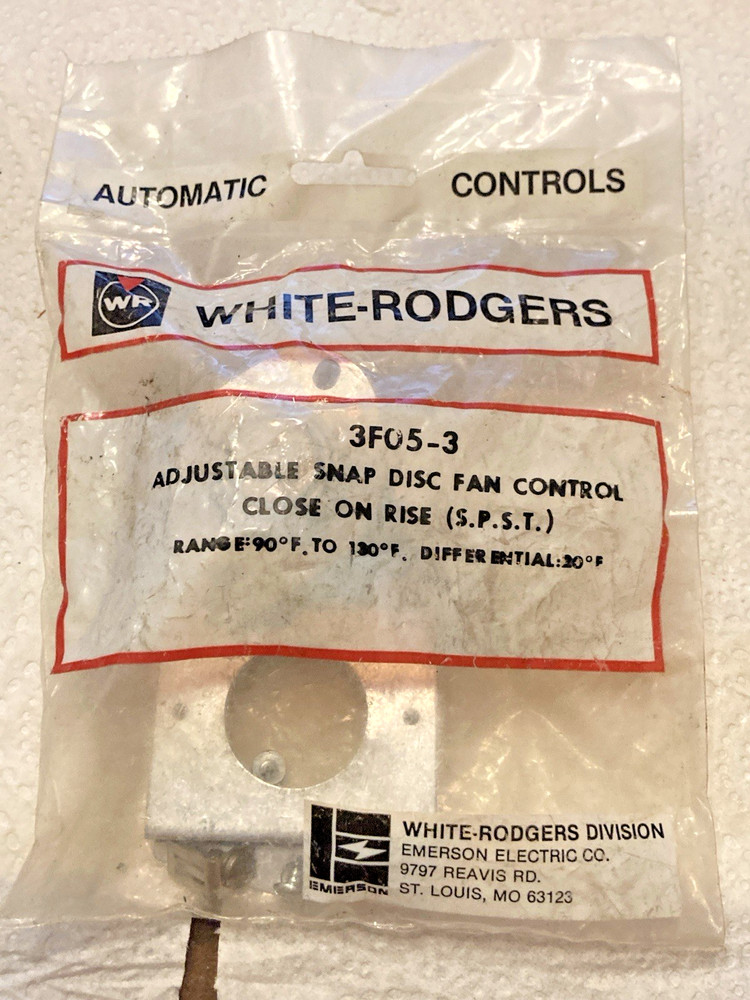 AUTOMATIC CONTROLS
WR WHITE-RODGERS
3F05-3
ADJUSTABLE SNAP DISC FAN CONTROL
CLOSE ON RISE (S.P.S.T.)
RANGE:90°F. TO 130°F. DIFFERENTIAL:20°F
WHITE-RODGERS DIVISION
EMERSON ELECTRIC CO.
9797 REAVIS RD.
ST. LOUIS, MO 63123
EMERSON